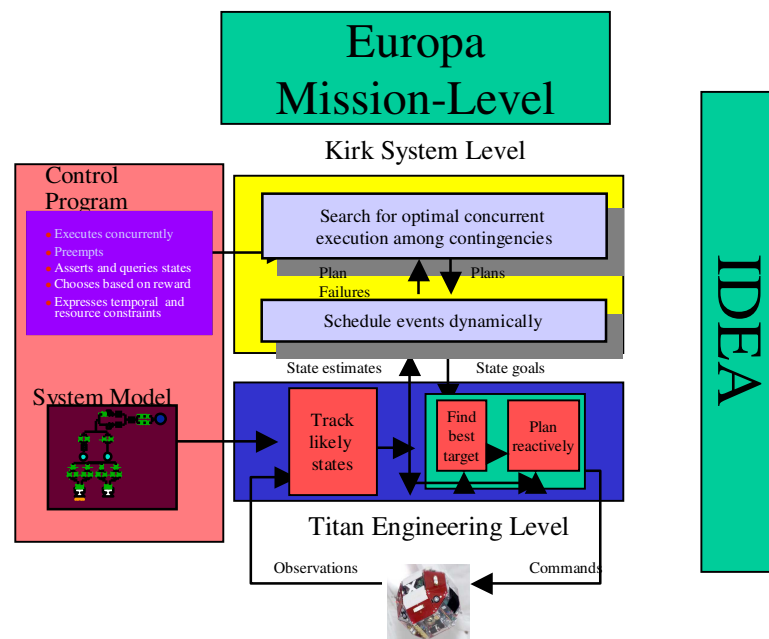 Europa
Mission-Level
Kirk System Level
Control
Program
Executes concurrently
Preempts
Asserts and queries states
Chooses based on reward
Expresses temporal and
resource constraints
Search for optimal concurrent
execution among contingencies
Plan
Failures
Plans
Schedule events dynamically
State estimates
State goals
System Model
Track
likely
states
Find
best
target
Plan
reactively
Titan Engineering Level
Observations
Commands
IDEA